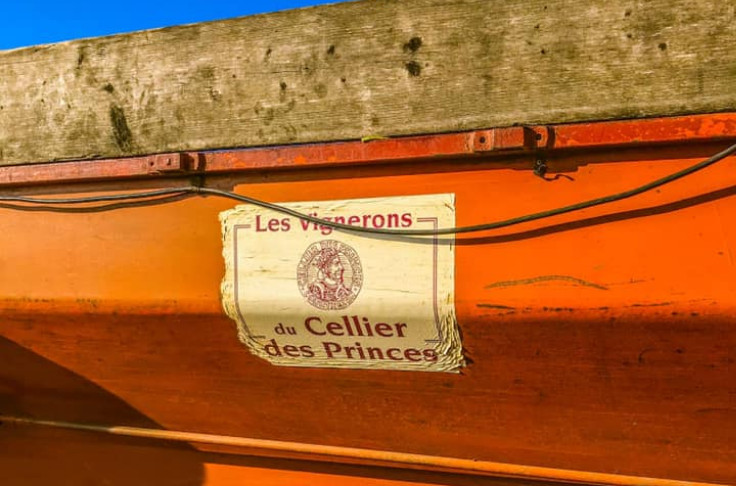 Les Vignerons
du Cellier
des Princes